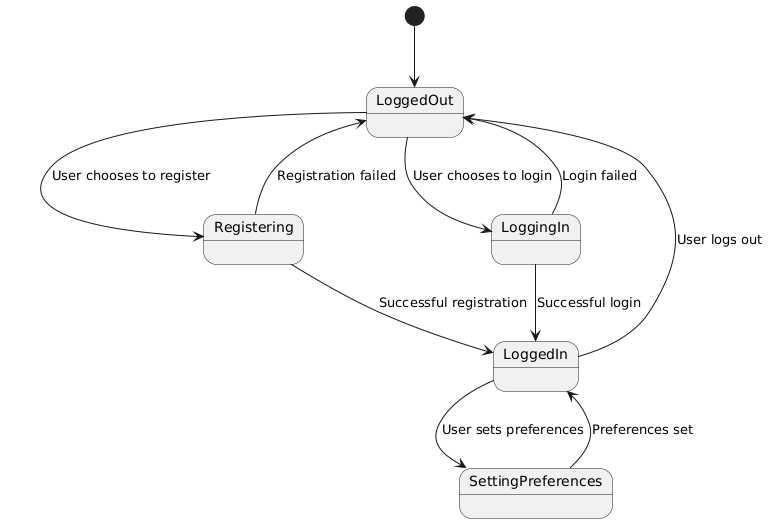 LoggedOut
User chooses to register
Registration failed
User chooses to login
Login failed
Registering
LoggingIn
User logs out
Successful registration
Successful login
LoggedIn
User sets preferences
Preferences set
SettingPreferences